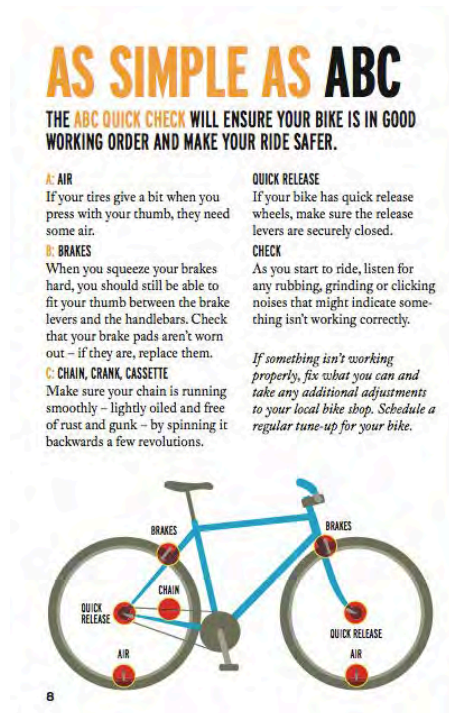 AS SIMPLE AS ABC
THE ABC QUICK CHECK WILL ENSURE YOUR BIKE IS IN GOOD
WORKING ORDER AND MAKE YOUR RIDE SAFER.
A: AIR
If your tires give a bit when you
press with your thumb, they need
some air.
B: BRAKES
When you squeeze your brakes
hard, you should still be able to
fit your thumb between the brake
levers and the handlebars. Check
that your brake pads aren't worn
out – if they are, replace them.
C: CHAIN, CRANK, CASSETTE
Make sure your chain is running
smoothly – lightly oiled and free
of rust and gunk – by spinning it
backwards a few revolutions.
QUICK RELEASE
If your bike has quick release
wheels, make sure the release
levers are securely closed.
CHECK
As you start to ride, listen for
any rubbing, grinding or clicking
noises that might indicate some-
thing isn't working correctly.
If something isn't working
properly, fix what you can and
take any additional adjustments
to your local bike shop. Schedule a
regular tune-up for your bike.
BRAKES
BRAKES
CHAIN
QUICK
RELEASE
QUICK RELEASE
AIR
AIR
8